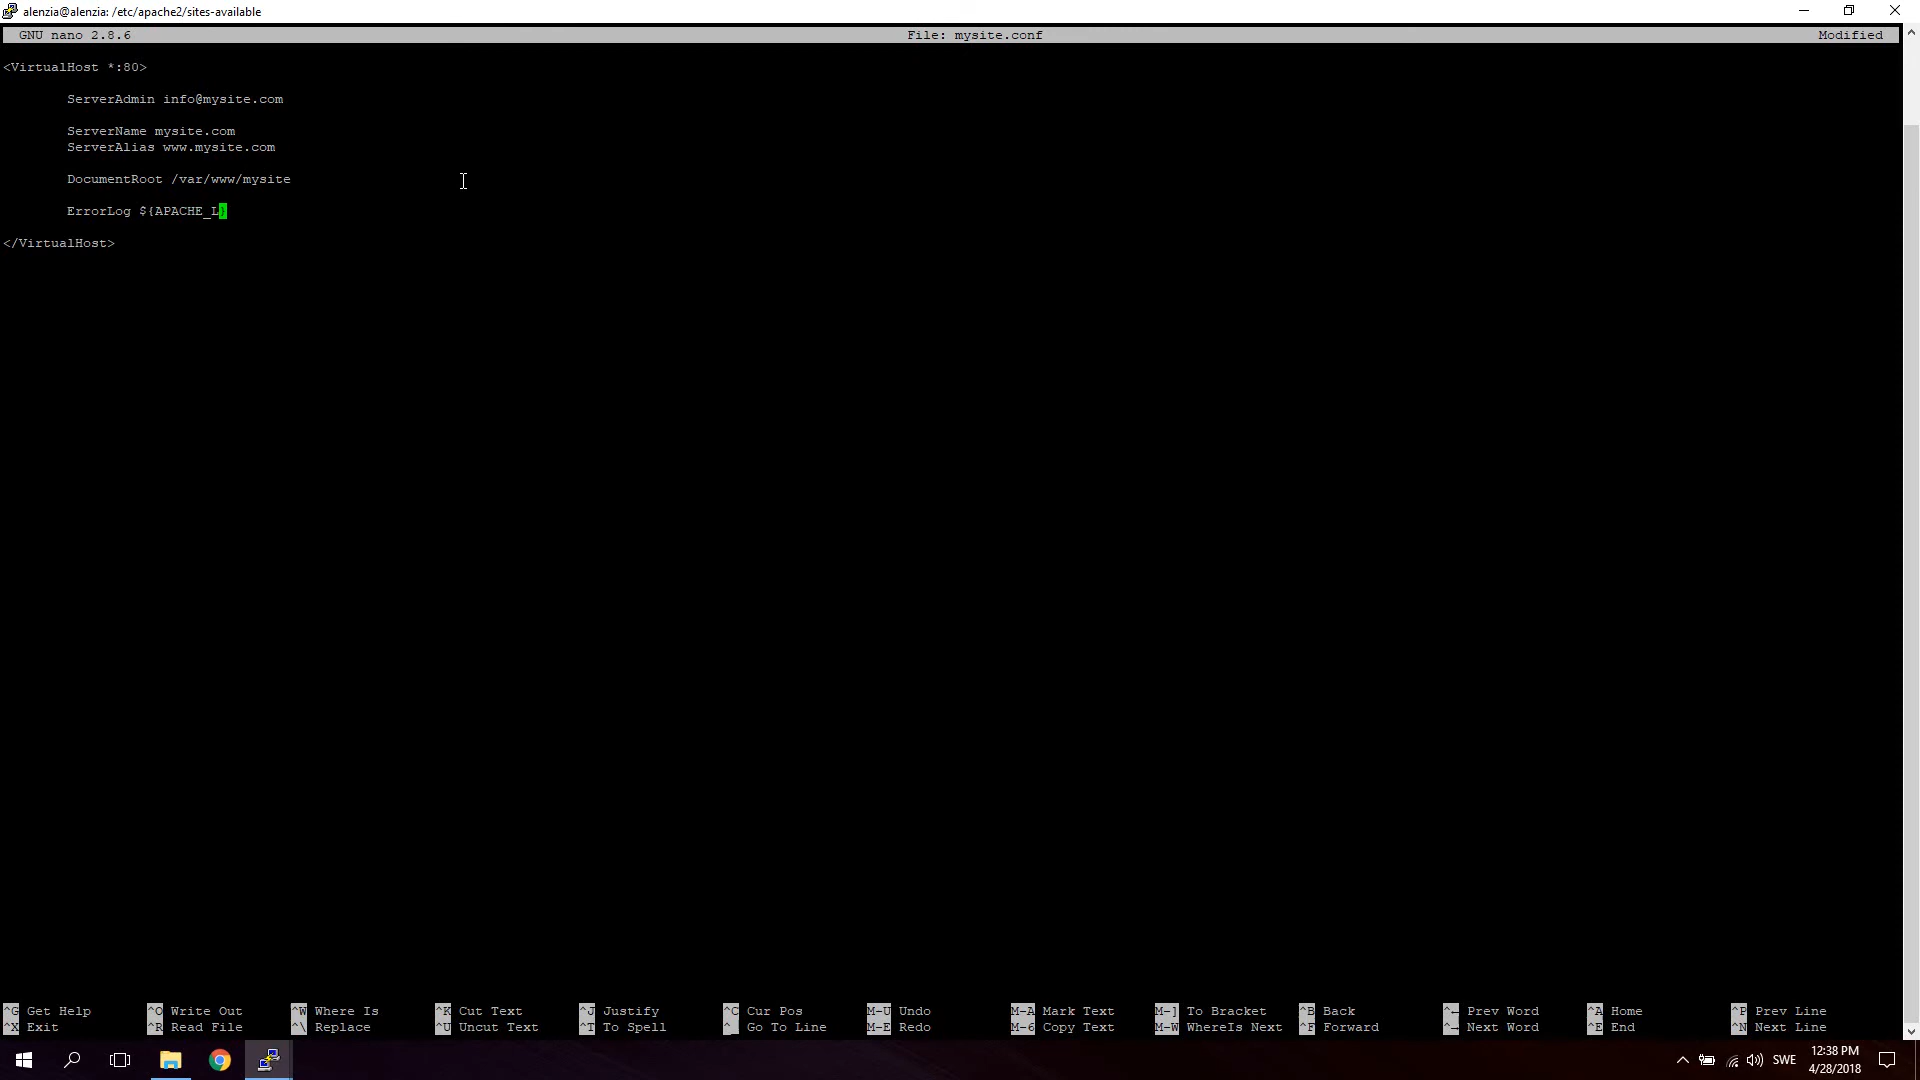 alenzia@alenzia: /etc/apache2/sites-available
GNU nano 2.8.6 File: mysite.conf Modified
<VirtualHost *:80>
ServerAdmin info@mysite.com
ServerName mysite.com
ServerAlias www.mysite.com
DocumentRoot /var/www/mysite
ErrorLog ${APACHE_L}
</VirtualHost>
^G Get Help ^O Write Out ^W Where Is ^K Cut Text ^J Justify ^C Cur Pos M-U Undo M-A Mark Text M-] To Bracket ^B Back ^← Prev Word ^A Home ^P Prev Line
^X Exit ^R Read File ^\ Replace ^U Uncut Text ^T To Spell ^_ Go To Line M-E Redo M-6 Copy Text M-W WhereIs Next ^F Forward ^→ Next Word ^E End ^N Next Line
SWE
12:38 PM
4/28/2018